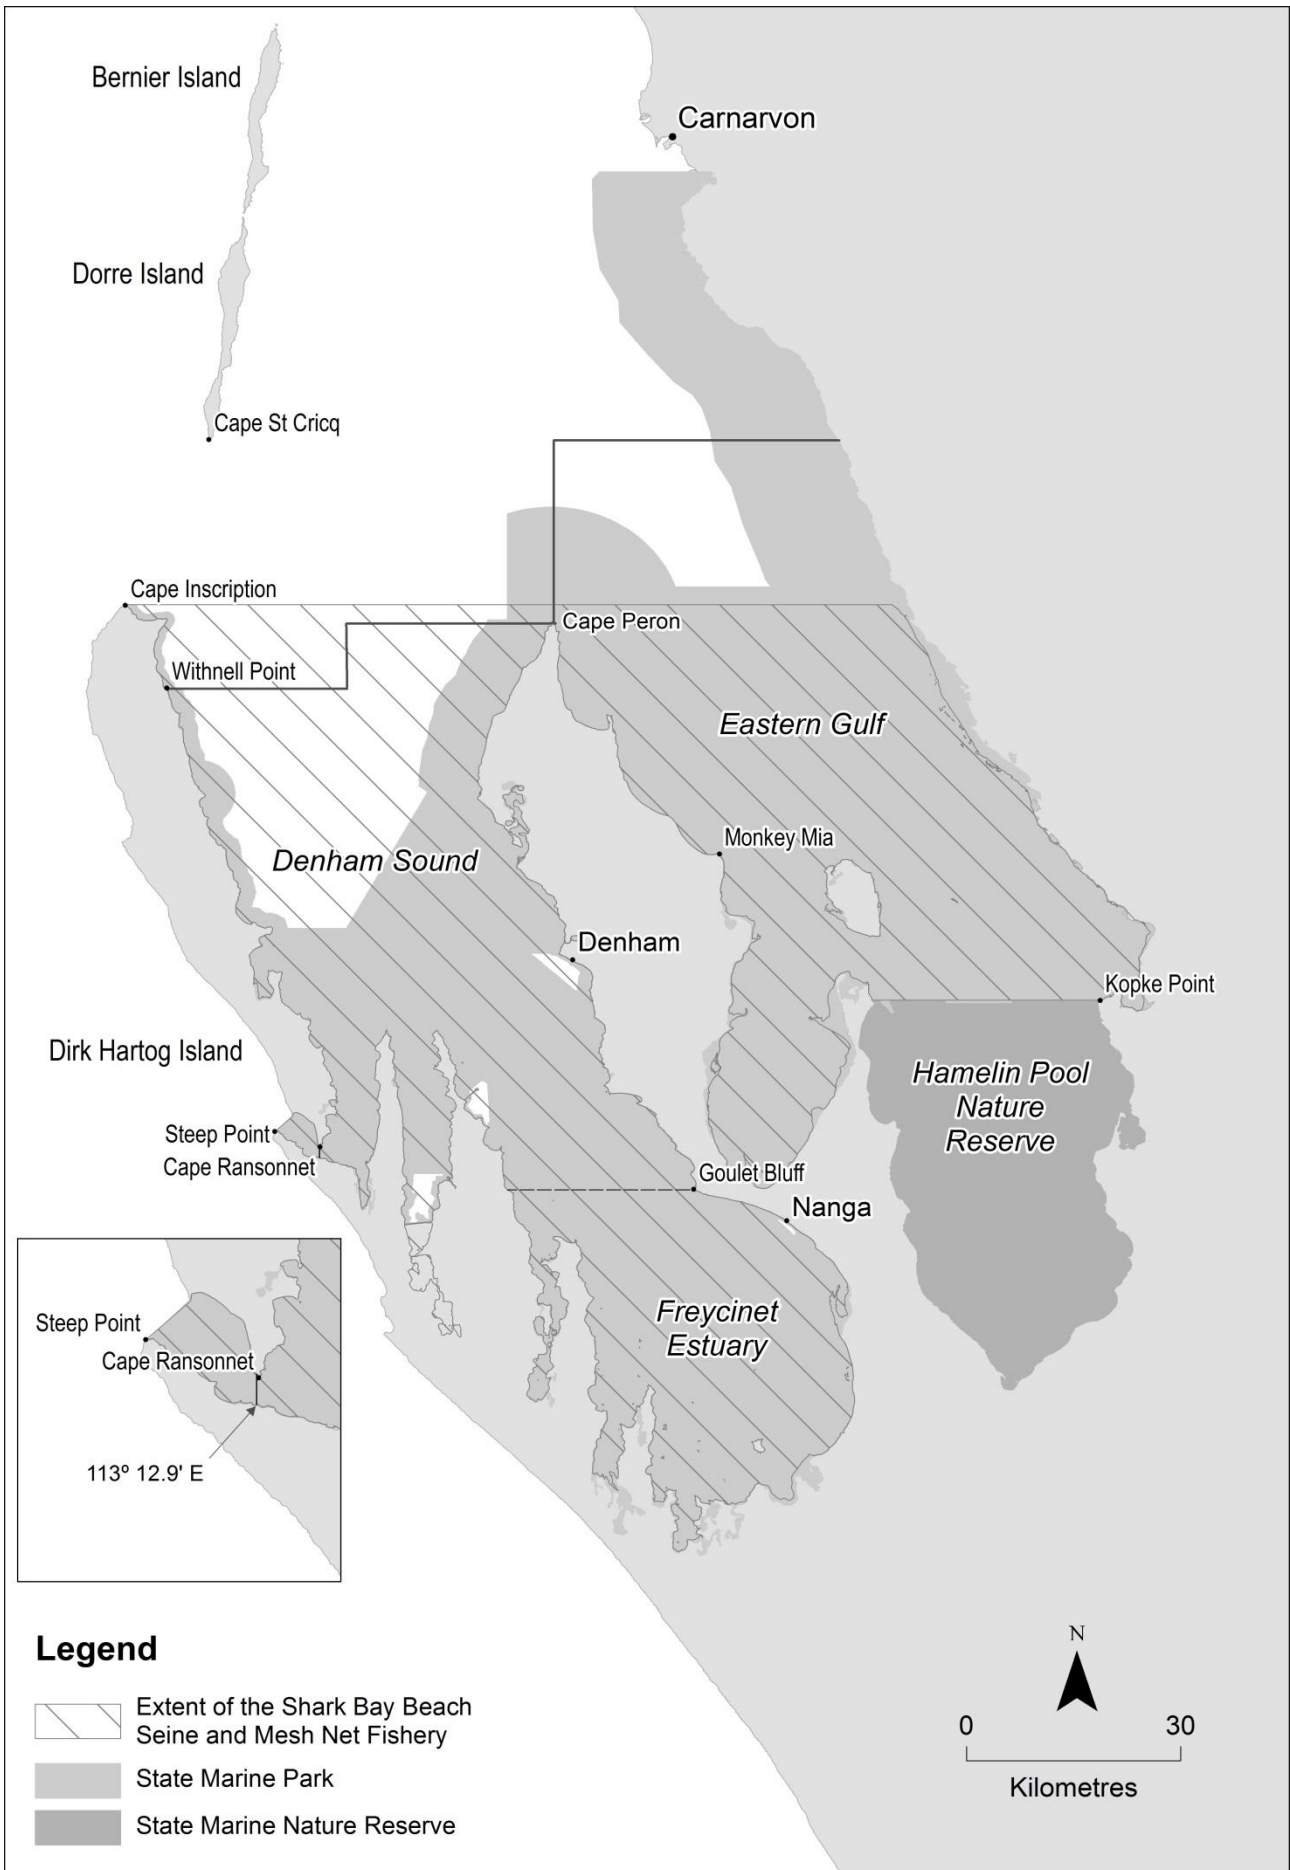 Bernier Island
Carnarvon
Dorre Island
Cape St Cricq
Cape Inscription
Cape Peron
Withnell Point
Eastern Gulf
Monkey Mia
Denham Sound
Denham
Kopke Point
Dirk Hartog Island
Hamelin Pool
Nature
Reserve
Steep Point
Cape Ransonnet
Goulet Bluff
Nanga
Freycinet
Estuary
Steep Point
Cape Ransonnet
113º 12.9' E
Legend
Extent of the Shark Bay Beach
Seine and Mesh Net Fishery
State Marine Park
State Marine Nature Reserve
N
0 30
Kilometres